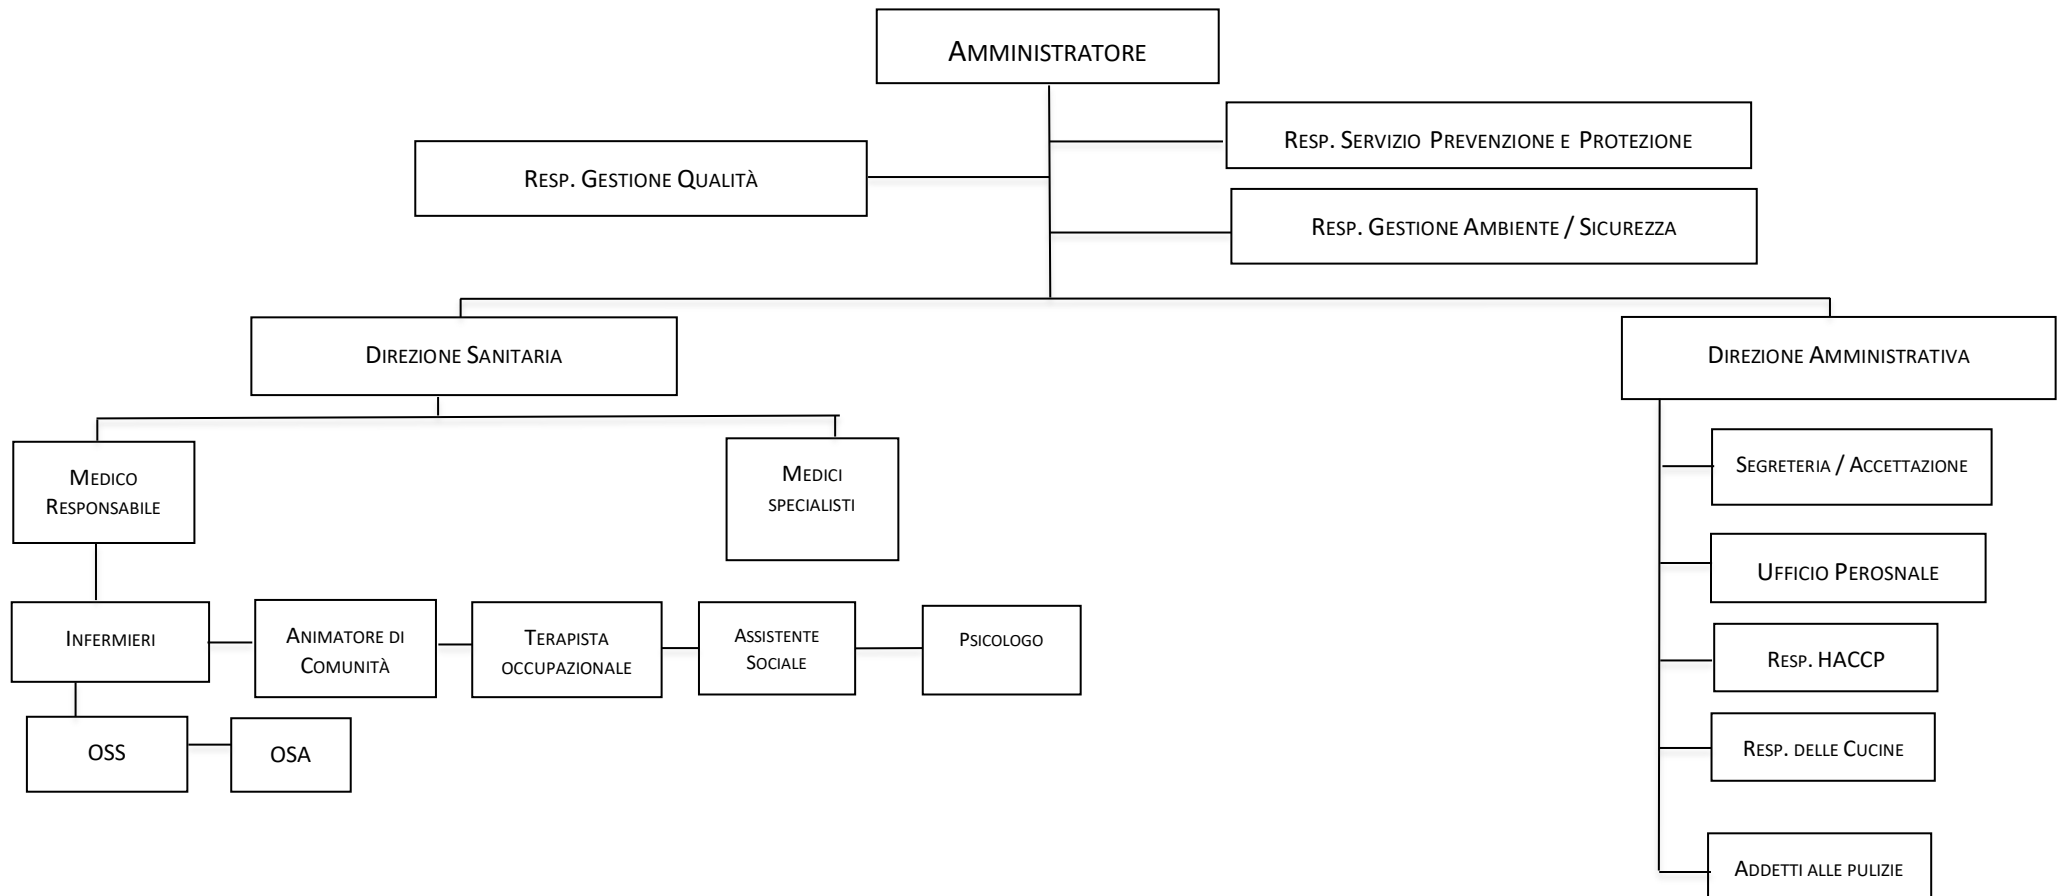 AMMINISTRATORE
RESP. SERVIZIO PREVENZIONE E PROTEZIONE
RESP. GESTIONE QUALITÀ
RESP. GESTIONE AMBIENTE / SICUREZZA
DIREZIONE SANITARIA
DIREZIONE AMMINISTRATIVA
MEDICO
RESPONSABILE
MEDICI
SPECIALISTI
SEGRETERIA / ACCETTAZIONE
UFFICIO PEROSNALE
INFERMIERI
ANIMATORE DI
COMUNITÀ
TERAPISTA
OCCUPAZIONALE
ASSISTENTE
SOCIALE
PSICOLOGO
RESP. HACCP
OSS
OSA
RESP. DELLE CUCINE
ADDETTI ALLE PULIZIE